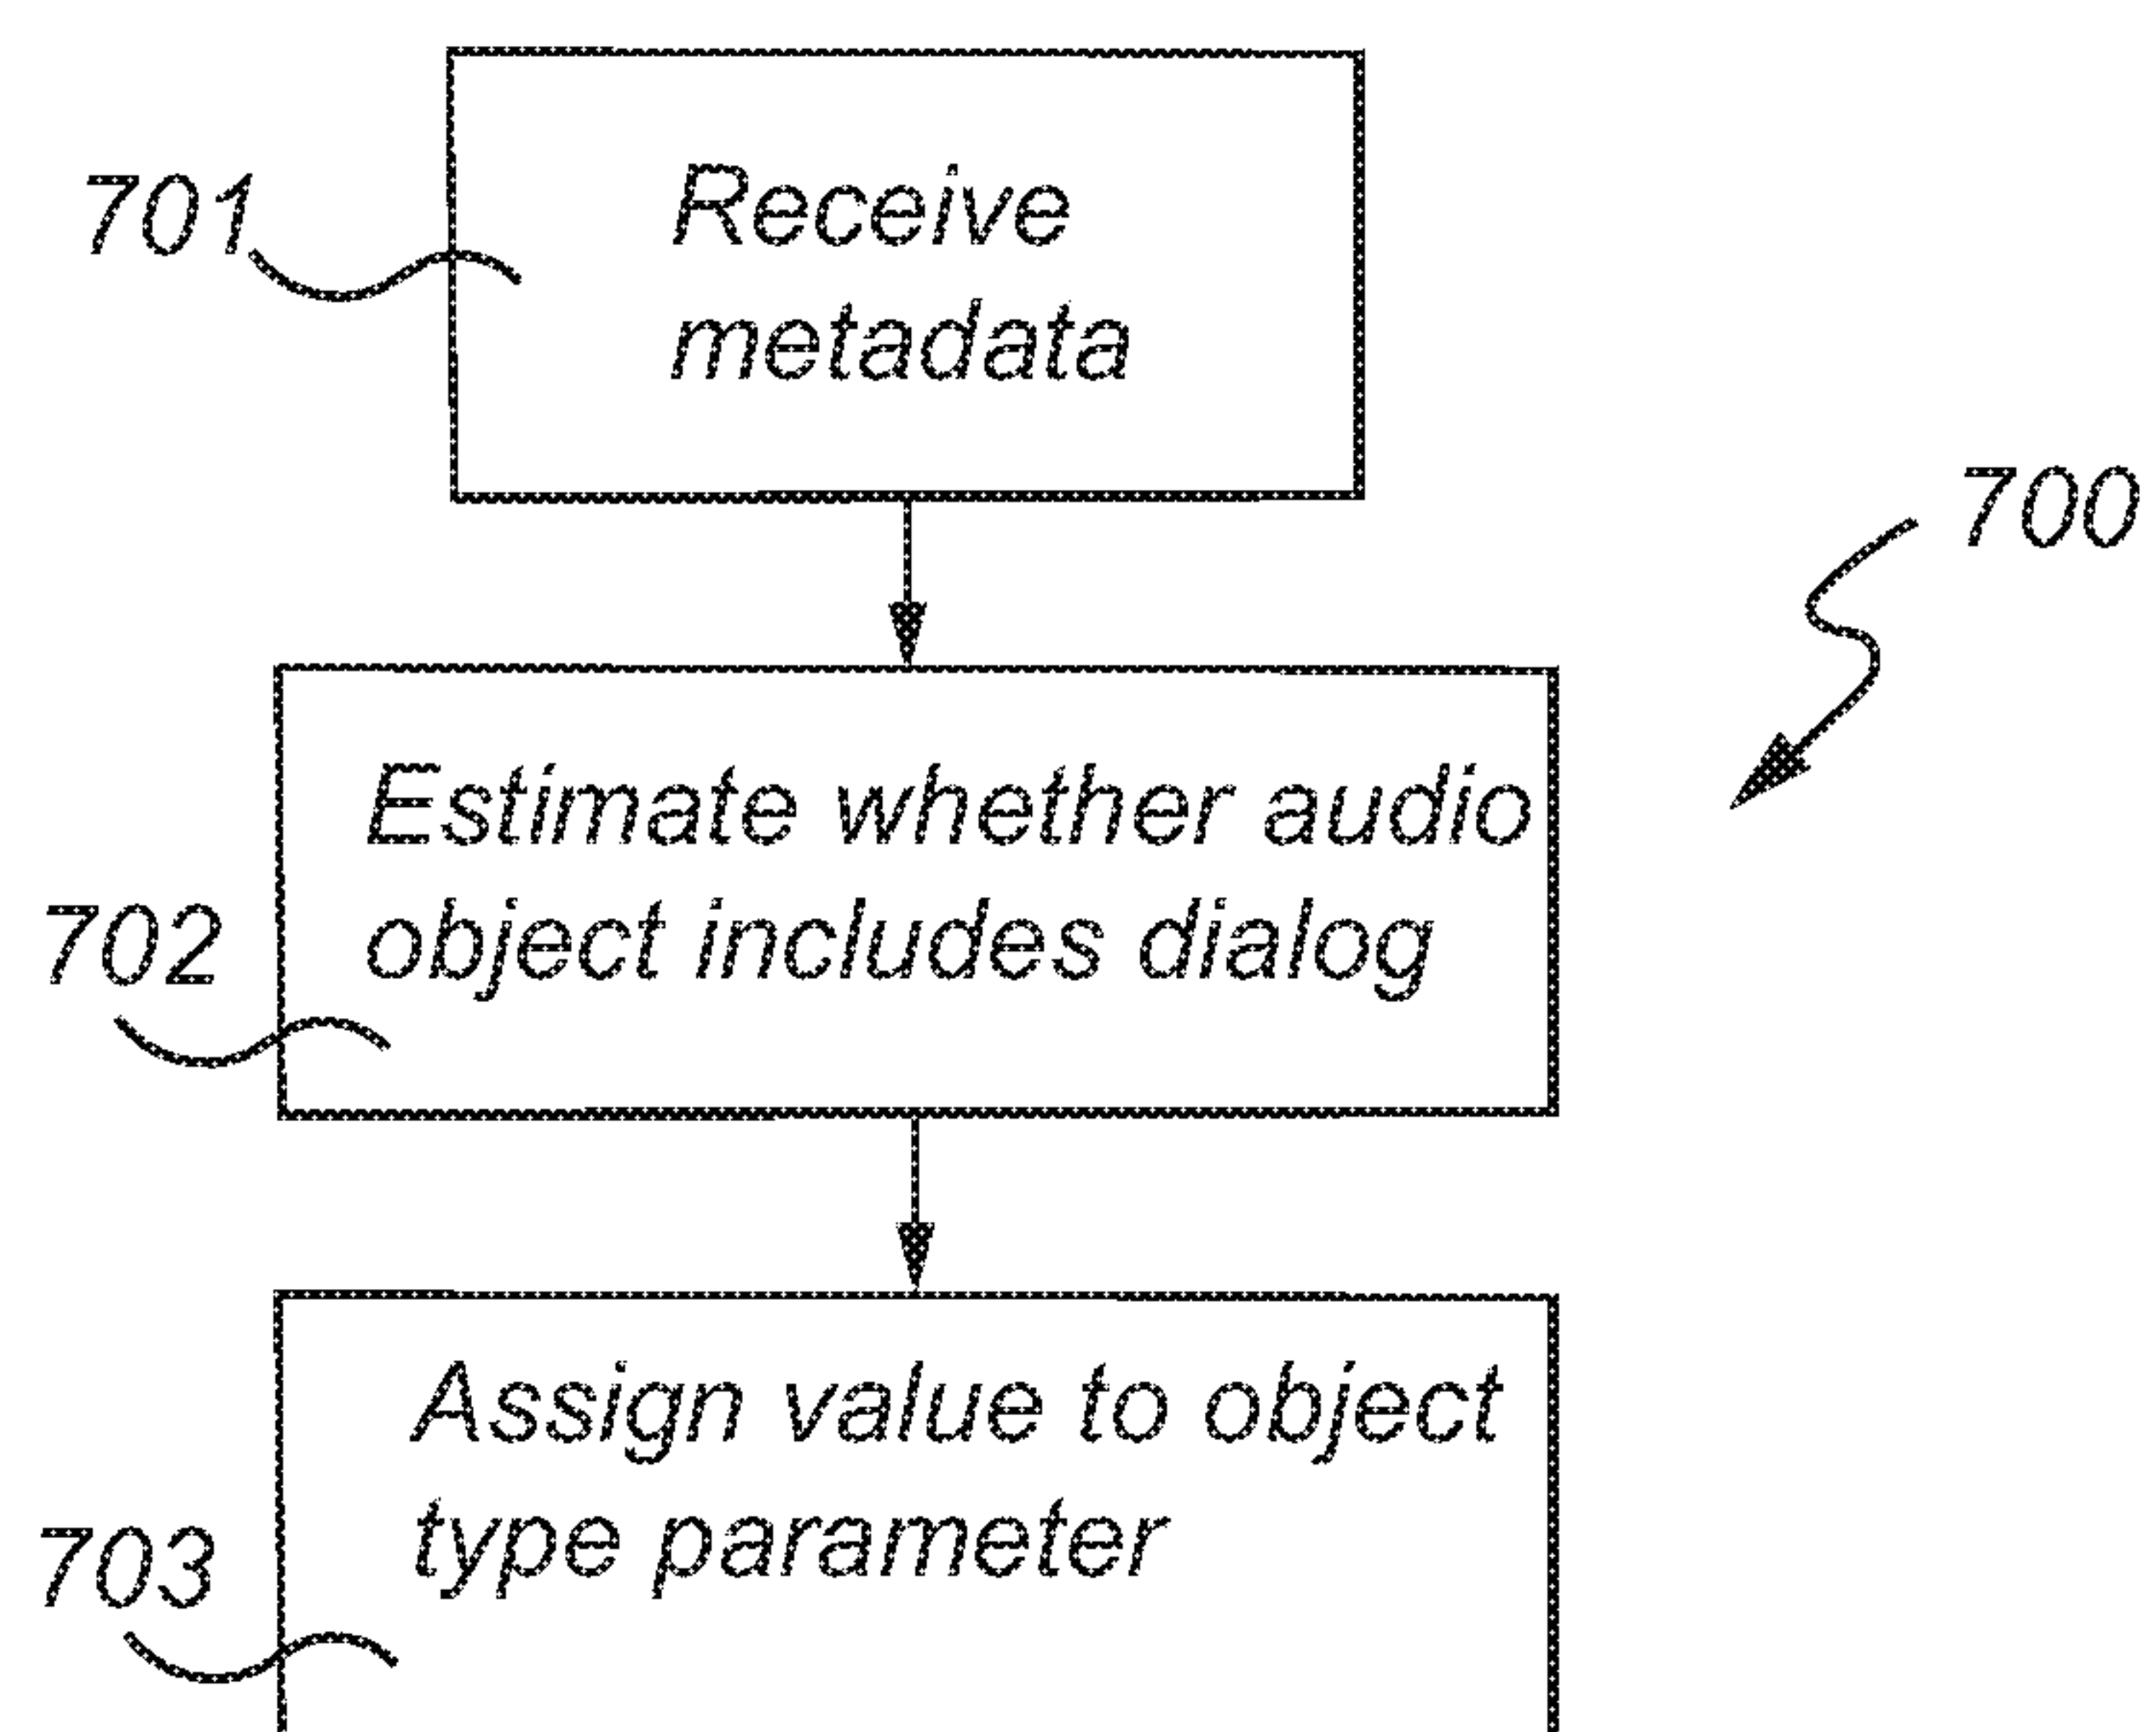 701
Receive
metadata
700
Estimate whether audio
object includes dialog
702
Assign value to object
type parameter
703